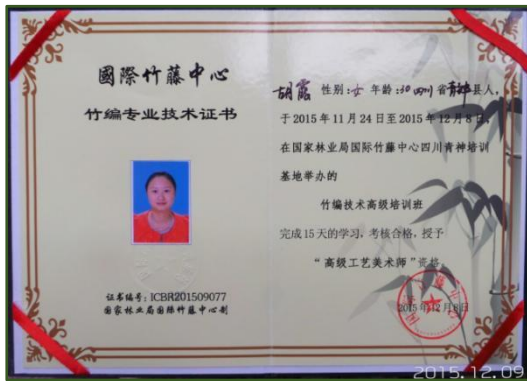 國際竹藤中心
竹编专业技术证书
证书编号：ICBR201509077
国家林业局国際竹藤中心制
胡霞 性别：女 年龄：30 四川省青神县人，
于2015年11月24日至2015年12月8日，
在国家林业局国际竹藤中心四川青神培训
基地举办的
竹编技术高级培训班
完成15天的学习，考核合格，授予
“高级工艺美术师”资格。
2015年12月8日
2015.12.09